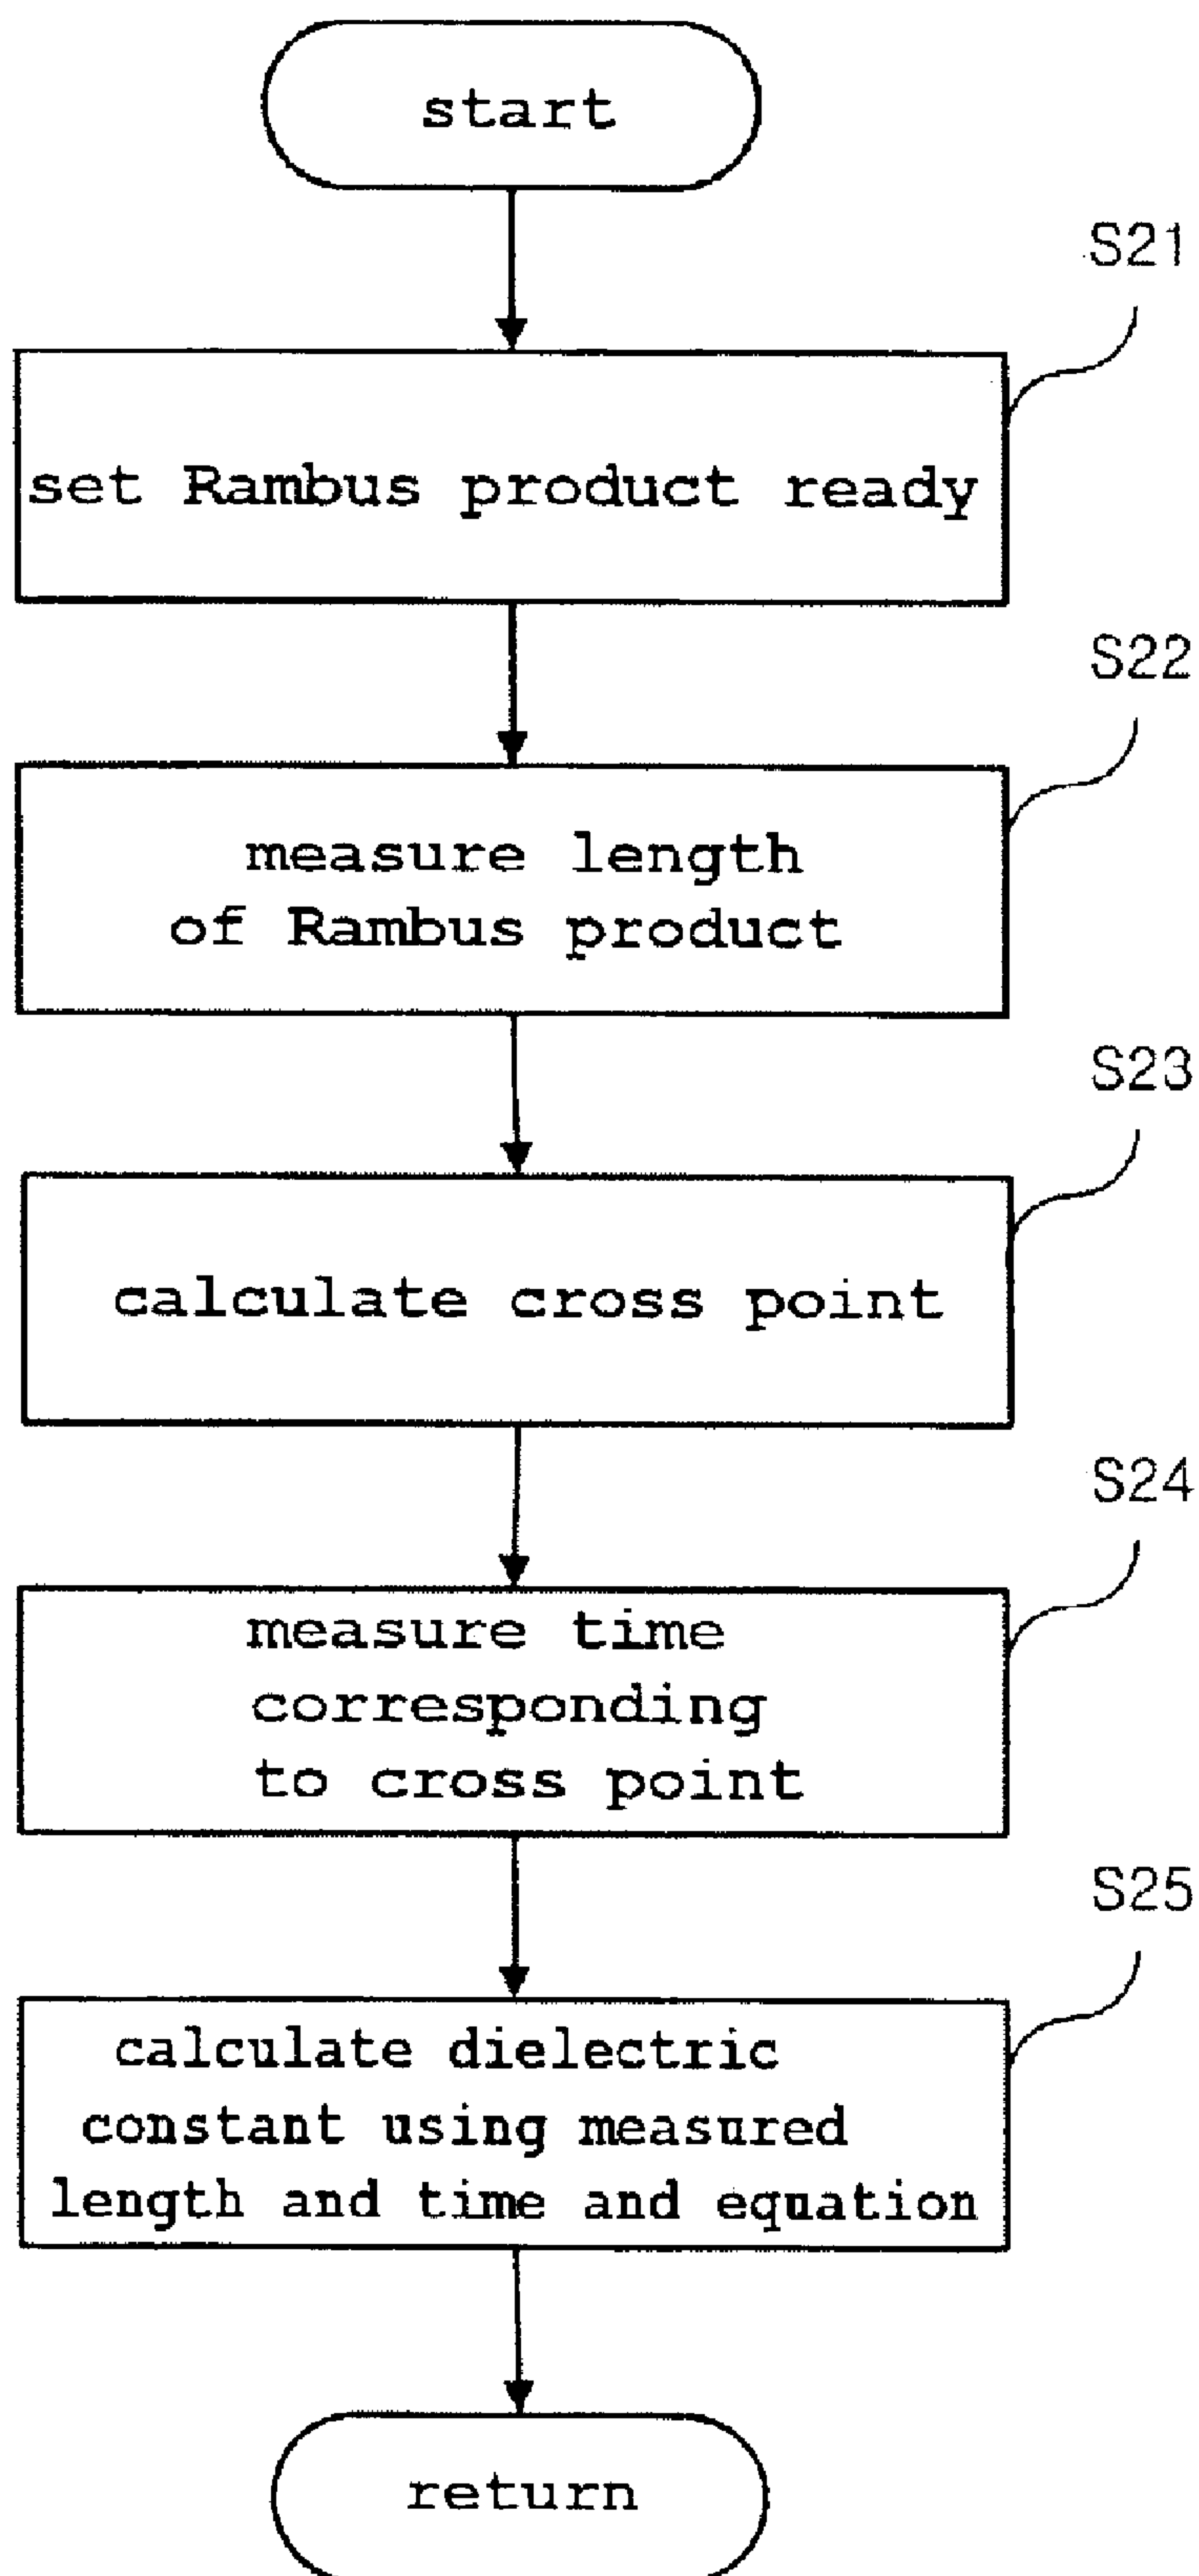 start
S21
set Rambus product ready
S22
measure length
of Rambus product
S23
calculate cross point
S24
measure time
corresponding
to cross point
S25
calculate dielectric
constant using measured
length and time and equation
return